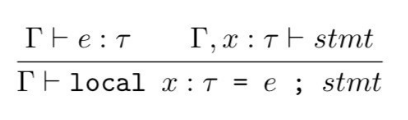 Γ ⊢ e : τ Γ, x : τ ⊢ stmt
Γ ⊢ local x : τ = e ; stmt